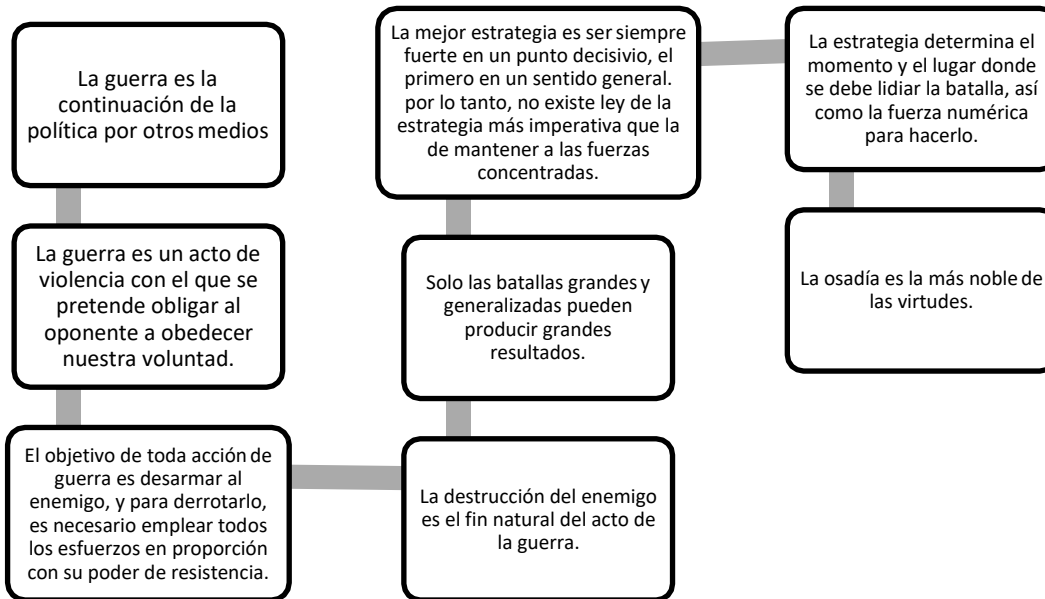 La guerra es la
continuación de la
política por otros medios
La guerra es un acto de
violencia con el que se
pretende obligar al
oponente a obedecer
nuestra voluntad.
El objetivo de toda acción de
guerra es desarmar al
enemigo, y para derrotarlo,
es necesario emplear todos
los esfuerzos en proporción
con su poder de resistencia.
La destrucción del enemigo
es el fin natural del acto de
la guerra.
Solo las batallas grandes y
generalizadas pueden
producir grandes
resultados.
La mejor estrategia es ser siempre
fuerte en un punto decisivio, el
primero en un sentido general.
por lo tanto, no existe ley de la
estrategia más imperativa que la
de mantener a las fuerzas
concentradas.
La estrategia determina el
momento y el lugar donde
se debe lidiar la batalla, así
como la fuerza numérica
para hacerlo.
La osadía es la más noble de
las virtudes.